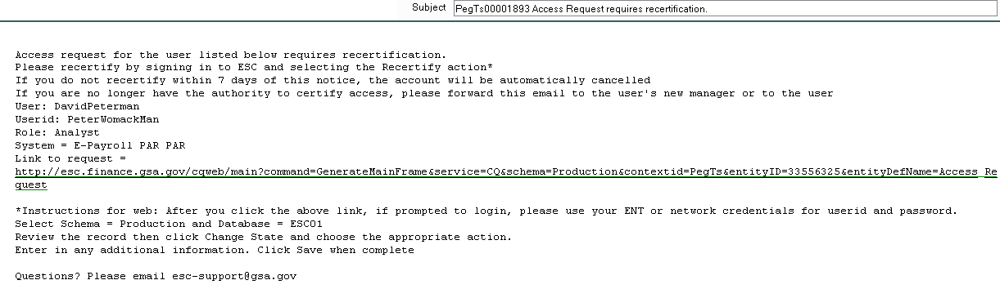 Subject PegTs00001893 Access Request requires recertification.
Access request for the user listed below requires recertification.
Please recertify by signing in to ESC and selecting the Recertify action*
If you do not recertify within 7 days of this notice, the account will be automatically cancelled
If you are no longer have the authority to certify access, please forward this email to the user's new manager or to the user
User: DavidPeterman
Userid: PeterWomackMan
Role: Analyst
System = E-Payroll PAR PAR
Link to request =
http://esc.finance.gsa.gov/cqweb/main?command=GenerateMainFrame&service=CQ&schema=Production&contextid=PegTs&entityID=33556325&entityDefName=Access_Re
quest
*Instructions for web: After you click the above link, if prompted to login, please use your ENT or network credentials for userid and password.
Select Schema = Production and Database = ESC01
Review the record then click Change State and choose the appropriate action.
Enter in any additional information. Click Save when complete
Questions? Please email esc-support@gsa.gov